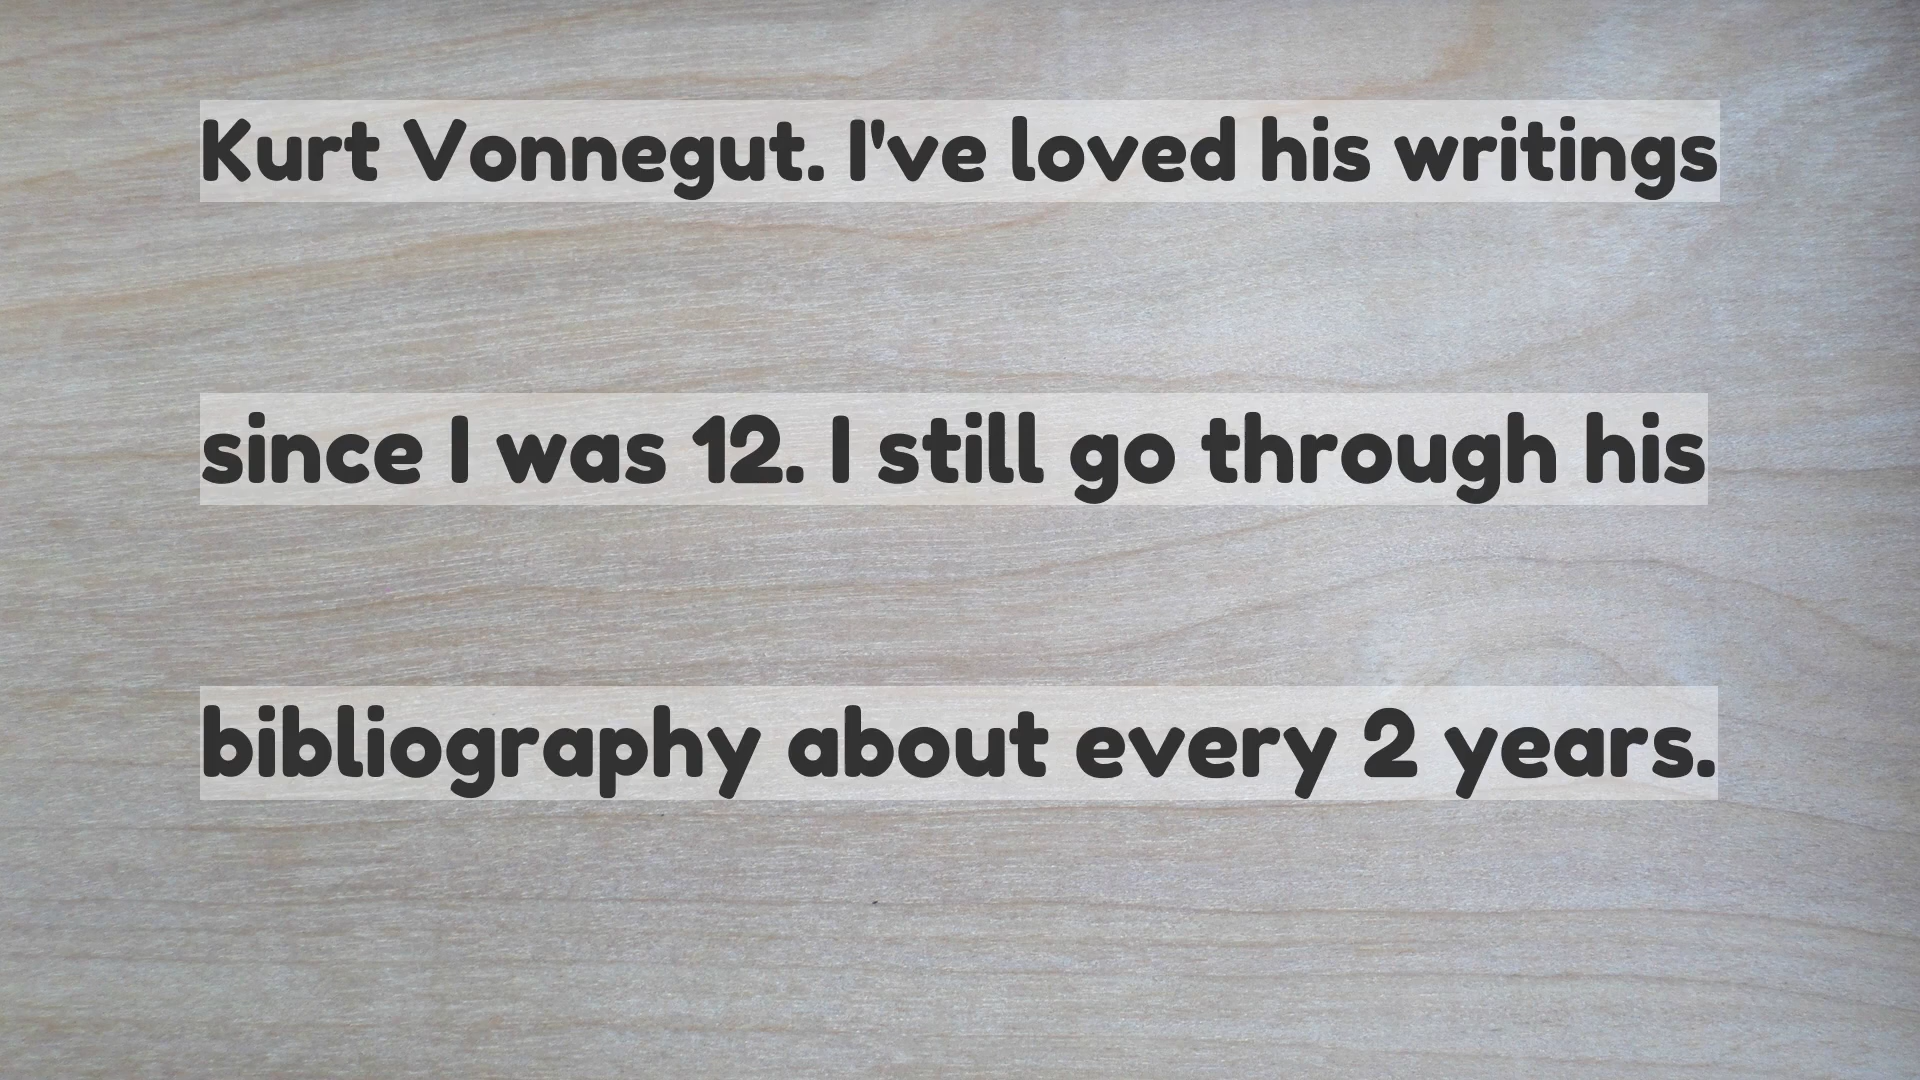 Kurt Vonnegut. I've loved his writings
since I was 12. I still go through his
bibliography about every 2 years.